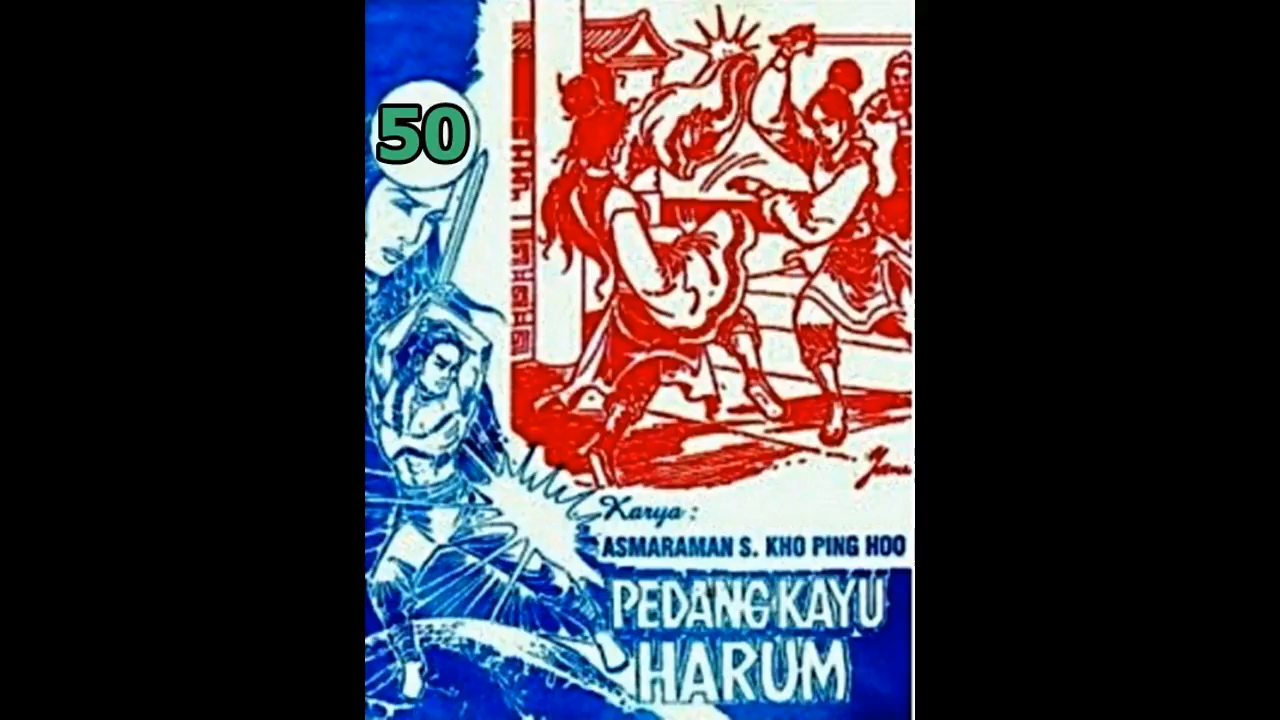 50
Karya :
ASMARAMAN S. KHO PING HOO
PEDANG KAYU
HARUM